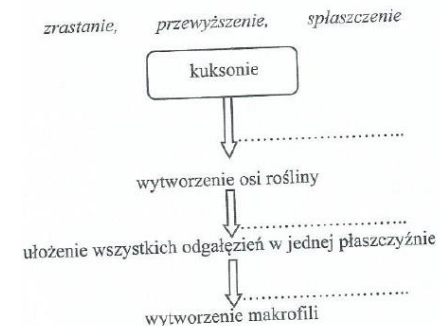 zrastanie, przewyższenie, spłaszczenie
kuksonie
....................................
wytworzenie osi rośliny
....................................
ułożenie wszystkich odgałęzień w jednej płaszczyźnie
....................................
wytworzenie makrofili